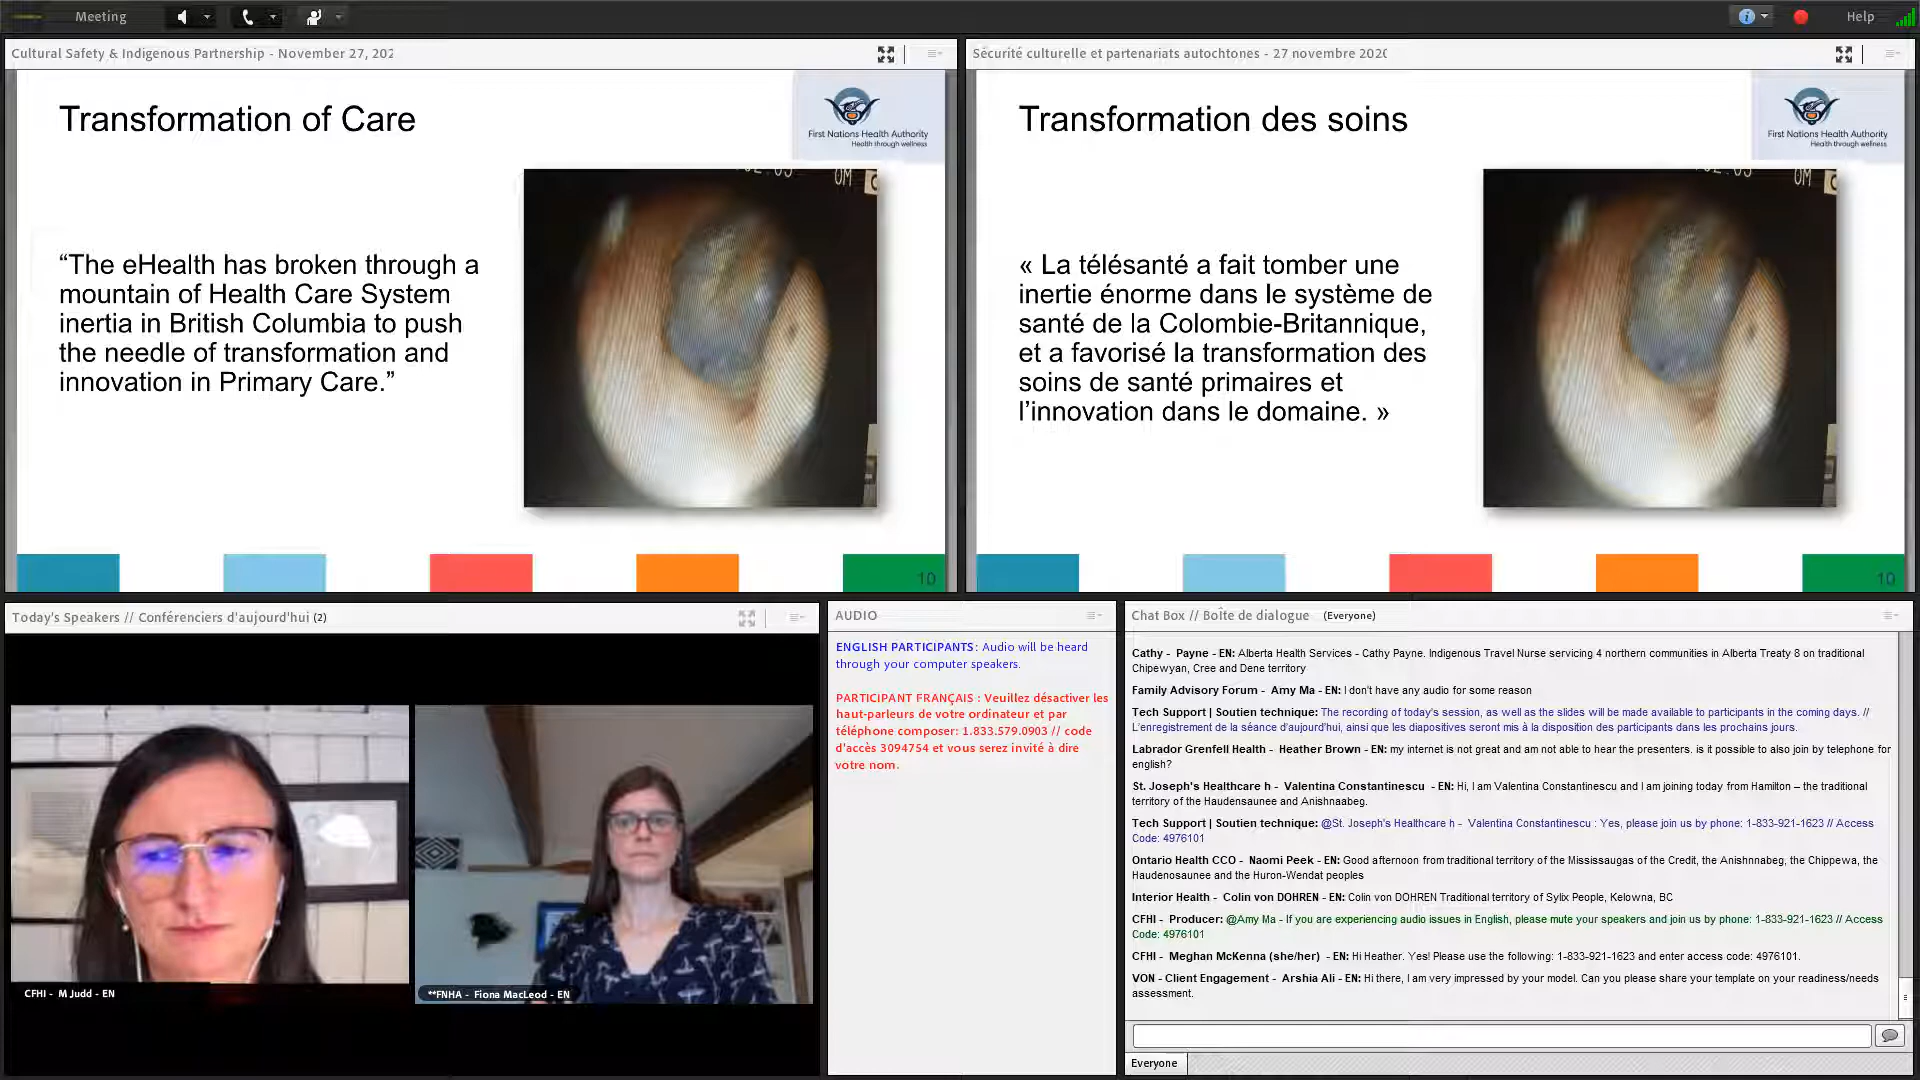 Meeting
Help
Cultural Safety & Indigenous Partnership - November 27, 202
Transformation of Care
First Nations Health Authority
Health through wellness
“The eHealth has broken through a
mountain of Health Care System
inertia in British Columbia to push
the needle of transformation and
innovation in Primary Care.”
OM
10
Sécurité culturelle et partenariats autochtones - 27 novembre 2020
Transformation des soins
First Nations Health Authority
Health through wellness
« La télésanté a fait tomber une
inertie énorme dans le système de
santé de la Colombie-Britannique,
et a favorisé la transformation des
soins de santé primaires et
l’innovation dans le domaine. »
OM
10
Today's Speakers // Conférenciers d'aujourd'hui (2)
CFHI - M Judd - EN
**FNHA - Fiona MacLeod - EN
AUDIO
ENGLISH PARTICIPANTS: Audio will be heard
through your computer speakers.
PARTICIPANT FRANÇAIS : Veuillez désactiver les
haut-parleurs de votre ordinateur et par
téléphone composer: 1.833.579.0903 // code
d'accès 3094754 et vous serez invité à dire
votre nom.
Chat Box // Boîte de dialogue (Everyone)
Cathy - Payne - EN: Alberta Health Services - Cathy Payne. Indigenous Travel Nurse servicing 4 northern communities in Alberta Treaty 8 on traditional
Chipewyan, Cree and Dene territory
Family Advisory Forum - Amy Ma - EN: I don't have any audio for some reason
Tech Support | Soutien technique: The recording of today's session, as well as the slides will be made available to participants in the coming days. //
L'enregistrement de la séance d'aujourd'hui, ainsi que les diapositives seront mis à la disposition des participants dans les prochains jours.
Labrador Grenfell Health - Heather Brown - EN: my internet is not great and am not able to hear the presenters. is it possible to also join by telephone for
english?
St. Joseph's Healthcare h - Valentina Constantinescu - EN: Hi, I am Valentina Constantinescu and I am joining today from Hamilton – the traditional
territory of the Haudensaunee and Anishnaabeg.
Tech Support | Soutien technique: @St. Joseph's Healthcare h - Valentina Constantinescu : Yes, please join us by phone: 1-833-921-1623 // Access
Code: 4976101
Ontario Health CCO - Naomi Peek - EN: Good afternoon from traditional territory of the Mississaugas of the Credit, the Anishnnabeg, the Chippewa, the
Haudenosaunee and the Huron-Wendat peoples
Interior Health - Colin von DOHREN - EN: Colin von DOHREN Traditional territory of Sylix People, Kelowna, BC
CFHI - Producer: @Amy Ma - If you are experiencing audio issues in English, please mute your speakers and join us by phone: 1-833-921-1623 // Access
Code: 4976101
CFHI - Meghan McKenna (she/her) - EN: Hi Heather. Yes! Please use the following: 1-833-921-1623 and enter access code: 4976101.
VON - Client Engagement - Arshia Ali - EN: Hi there, I am very impressed by your model. Can you please share your template on your readiness/needs
assessment.
Everyone